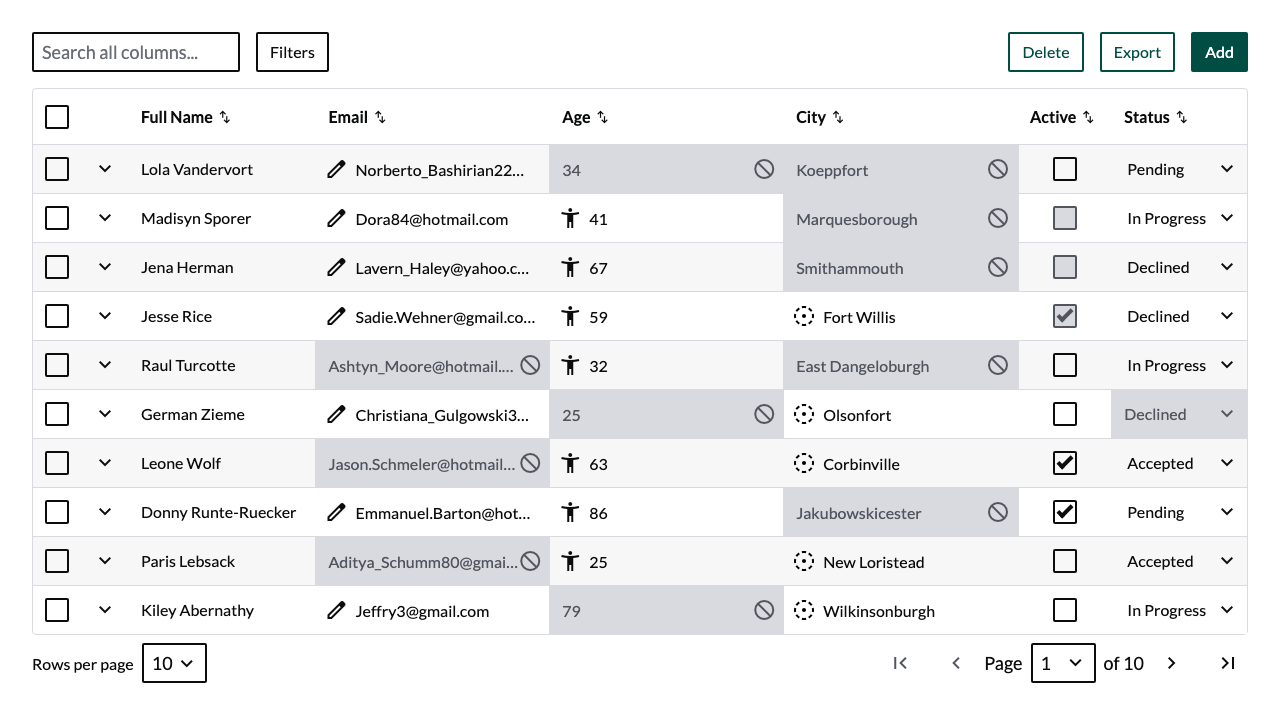 Search all columns... Filters Delete Export Add
Full Name Email Age City Active Status
Lola Vandervort Norberto_Bashirian22... 34 Koeppfort Pending
Madisyn Sporer Dora84@hotmail.com 41 Marquesborough In Progress
Jena Herman Lavern_Haley@yahoo.c... 67 Smithammouth Declined
Jesse Rice Sadie.Wehner@gmail.co... 59 Fort Willis Declined
Raul Turcotte Ashtyn_Moore@hotmail.... 32 East Dangeloburgh In Progress
German Zieme Christiana_Gulgowski3... 25 Olsonfort Declined
Leone Wolf Jason.Schmeler@hotmail... 63 Corbinville Accepted
Donny Runte-Ruecker Emmanuel.Barton@hot... 86 Jakubowskicester Pending
Paris Lebsack Aditya_Schumm80@gmai... 25 New Loristead Accepted
Kiley Abernathy Jeffry3@gmail.com 79 Wilkinsonburgh In Progress
Rows per page 10 Page 1 of 10